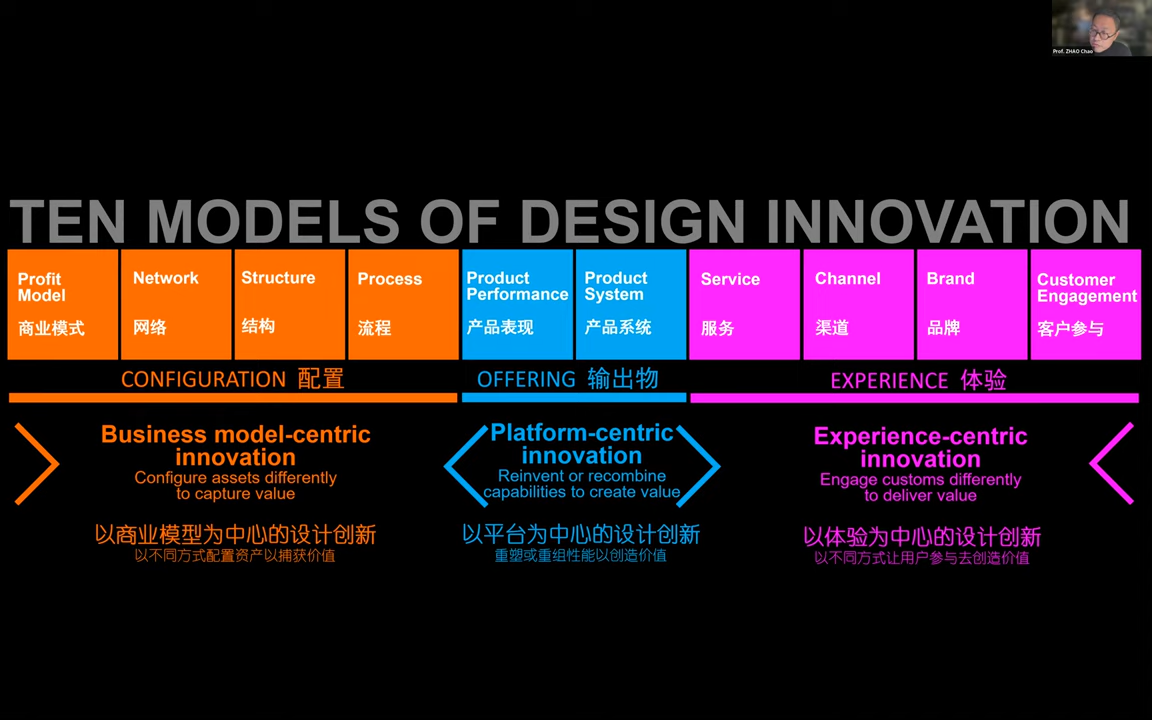 Prof. ZHAO Chao
TEN MODELS OF DESIGN INNOVATION
Profit
Model
商业模式
Network
网络
Structure
结构
Process
流程
Product
Performance
产品表现
Product
System
产品系统
Service
服务
Channel
渠道
Brand
品牌
Customer
Engagement
客户参与
CONFIGURATION 配置
OFFERING 输出物
EXPERIENCE 体验
Business model-centric
innovation
Configure assets differently
to capture value
以商业模型为中心的设计创新
以不同方式配置资产以捕获价值
Platform-centric
innovation
Reinvent or recombine
capabilities to create value
以平台为中心的设计创新
重塑或重组性能以创造价值
Experience-centric
innovation
Engage customs differently
to deliver value
以体验为中心的设计创新
以不同方式让用户参与去创造价值